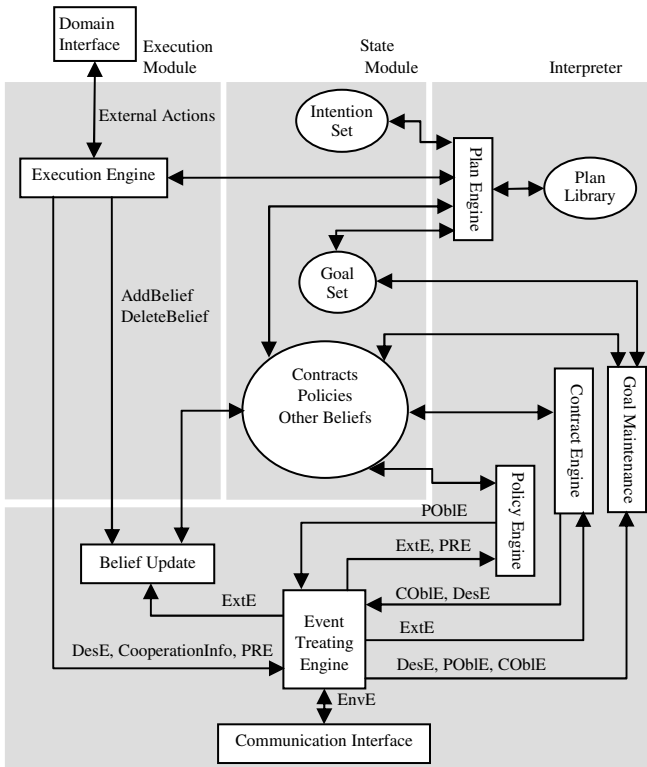 Domain
Interface
Execution
Module
State
Module
Interpreter
External Actions
Intention
Set
Execution Engine
Plan Engine
Plan
Library
Goal
Set
AddBelief
DeleteBelief
Contracts
Policies
Other Beliefs
Contract Engine
Goal Maintenance
Policy Engine
POblE
ExtE, PRE
Belief Update
ExtE
COblE, DesE
Event
Treating
Engine
ExtE
DesE, CooperationInfo, PRE
DesE, POblE, COblE
EnvE
Communication Interface